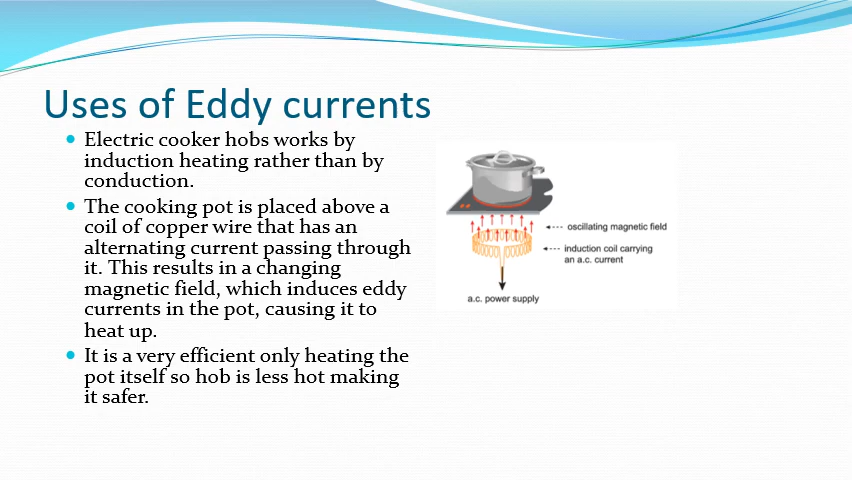 Uses of Eddy currents
Electric cooker hobs works by
induction heating rather than by
conduction.
The cooking pot is placed above a
coil of copper wire that has an
alternating current passing through
it. This results in a changing
magnetic field, which induces eddy
currents in the pot, causing it to
heat up.
It is a very efficient only heating the
pot itself so hob is less hot making
it safer.
oscillating magnetic field
induction coil carrying
an a.c. current
a.c. power supply